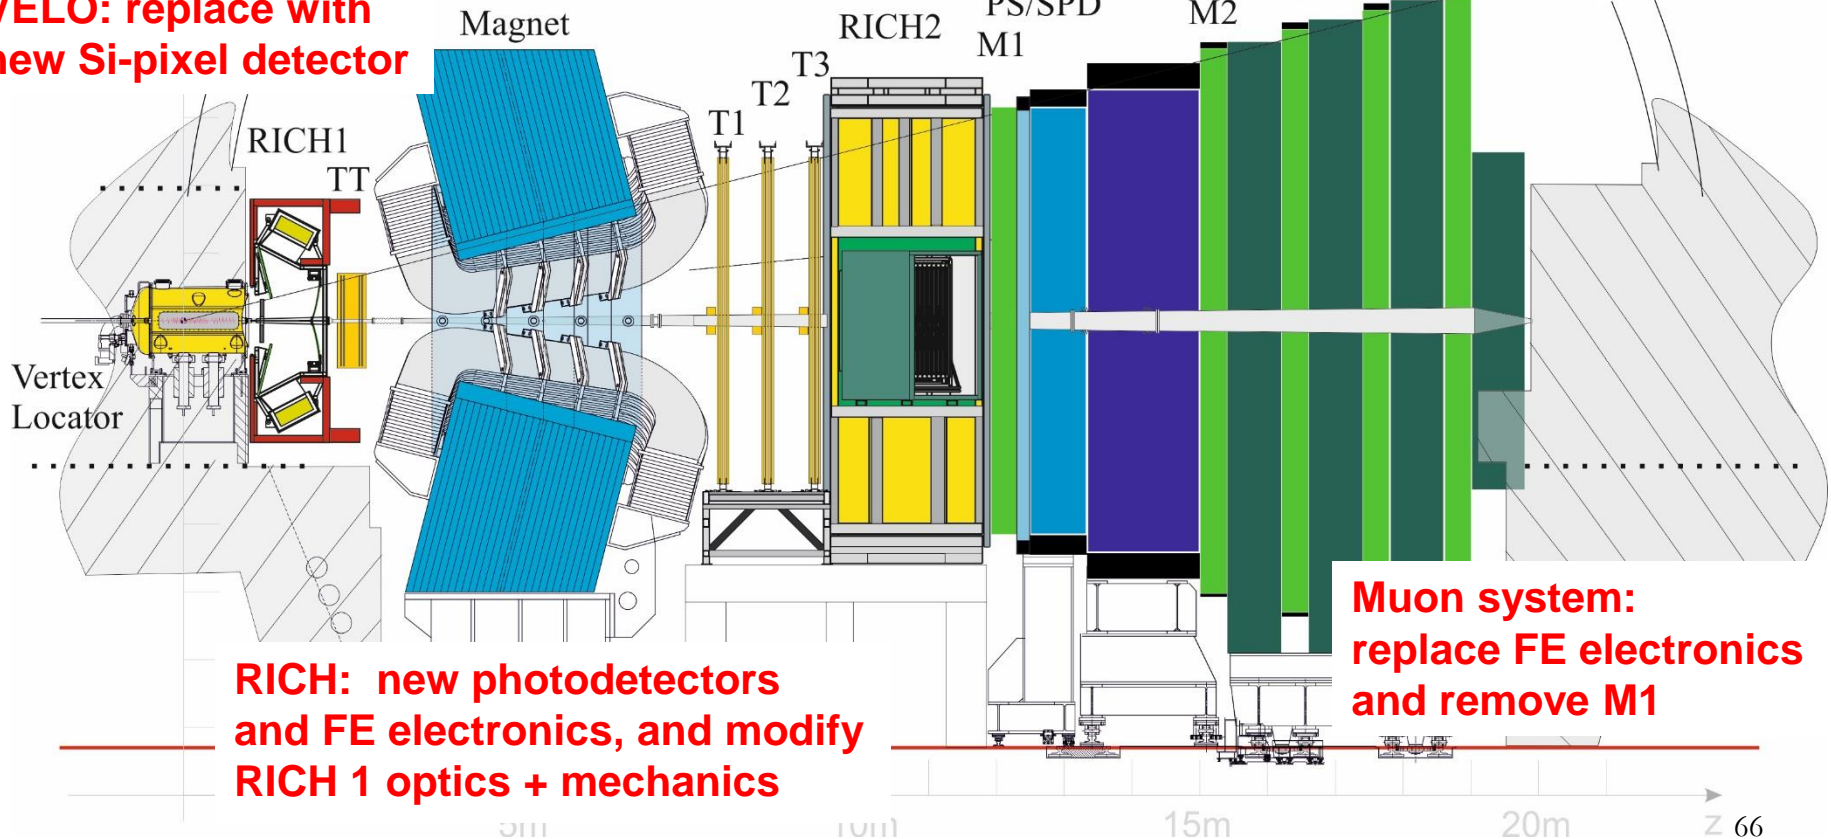 VELO: replace with
new Si-pixel detector
Magnet
RICH2
PS/SPD
M1
M2
T3
T2
T1
RICH1
TT
Vertex
Locator
RICH: new photodetectors
and FE electronics, and modify
RICH 1 optics + mechanics
Muon system:
replace FE electronics
and remove M1
5m
10m
15m
20m
z
66